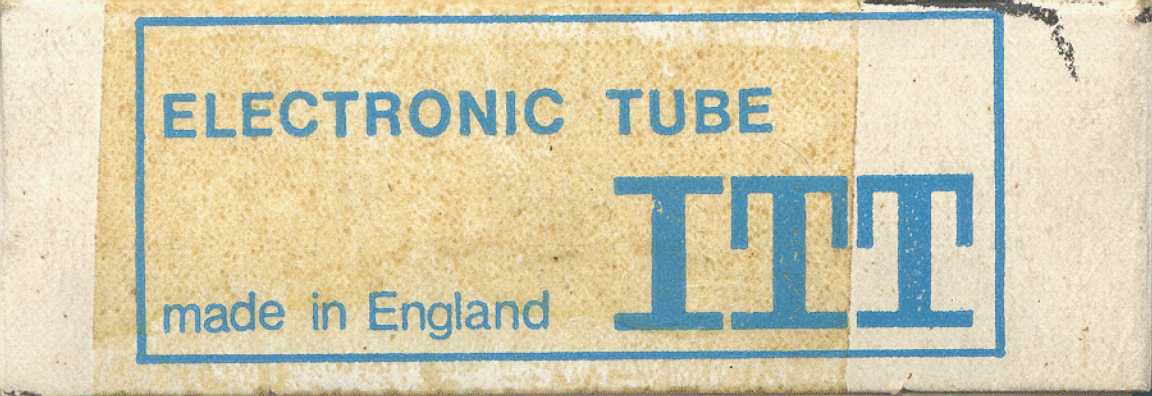 ELECTRONIC TUBE
ITT
made in England